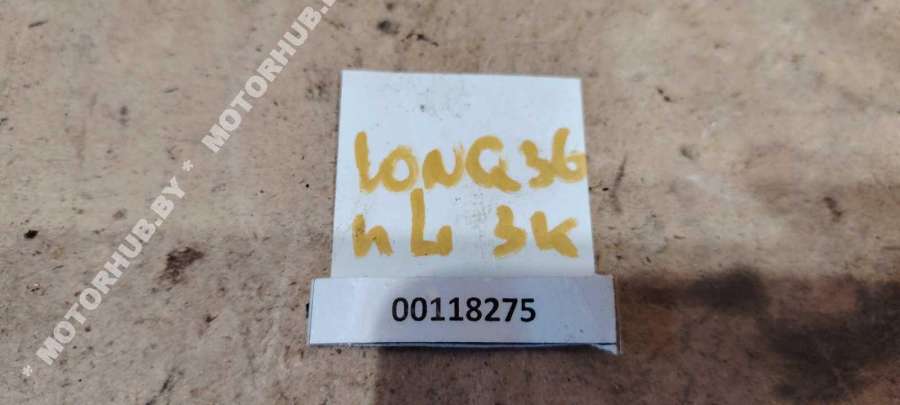 * MOTORHUB.BY * MOTORHUB.BY
LONG36
hL 3K
00118275